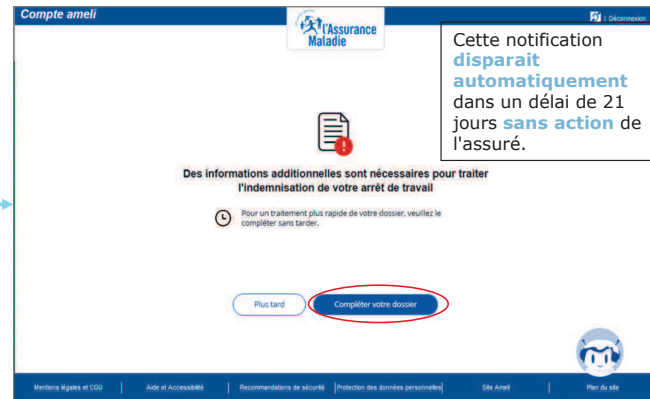 Compte ameli
l'Assurance
Maladie
Déconnexion
Cette notification
disparait
automatiquement
dans un délai de 21
jours sans action de
l'assuré.
Des informations additionnelles sont nécessaires pour traiter
l'indemnisation de votre arrêt de travail
Pour un traitement plus rapide de votre dossier, veuillez le
compléter sans tarder.
Plus tard
Compléter votre dossier
Mentions légales et CGU | Aide et Accessibilité | Recommandations de sécurité | Protection des données personnelles | Site Ameli | Plan du site